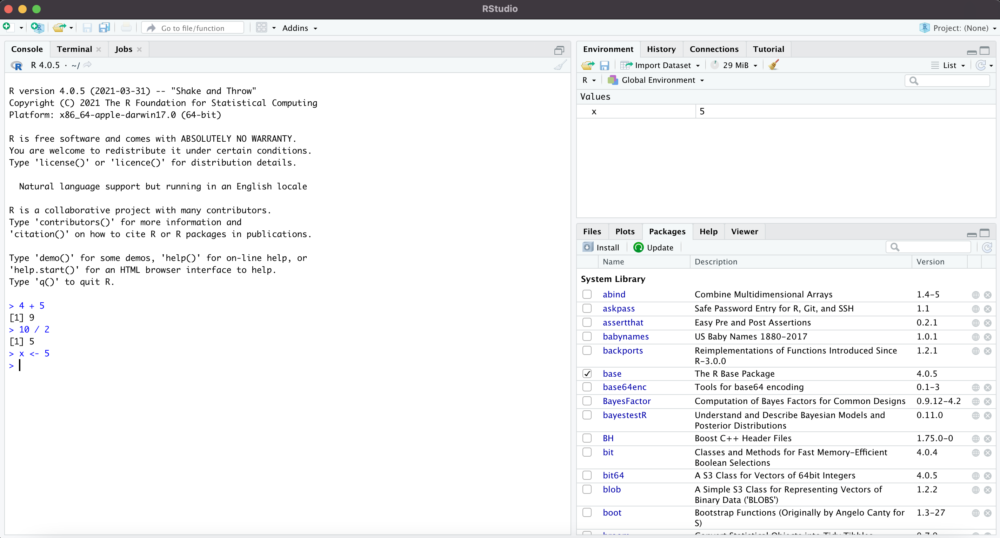 RStudio
Go to file/function
Addins
Project: (None)
Console
Terminal
Jobs
R 4.0.5 · ~/
R version 4.0.5 (2021-03-31) -- "Shake and Throw"
Copyright (C) 2021 The R Foundation for Statistical Computing
Platform: x86_64-apple-darwin17.0 (64-bit)
R is free software and comes with ABSOLUTELY NO WARRANTY.
You are welcome to redistribute it under certain conditions.
Type 'license()' or 'licence()' for distribution details.
Natural language support but running in an English locale
R is a collaborative project with many contributors.
Type 'contributors()' for more information and
'citation()' on how to cite R or R packages in publications.
Type 'demo()' for some demos, 'help()' for on-line help, or
'help.start()' for an HTML browser interface to help.
Type 'q()' to quit R.
> 4 + 5
[1] 9
> 10 / 2
[1] 5
> x <- 5
>
Environment
History
Connections
Tutorial
Import Dataset
29 MiB
List
R
Global Environment
Values
x 5
Files
Plots
Packages
Help
Viewer
Install
Update
Name Description Version
System Library
abind Combine Multidimensional Arrays 1.4-5
askpass Safe Password Entry for R, Git, and SSH 1.1
assertthat Easy Pre and Post Assertions 0.2.1
babynames US Baby Names 1880-2017 1.0.1
backports Reimplementations of Functions Introduced Since 1.2.1
R-3.0.0
base The R Base Package 4.0.5
base64enc Tools for base64 encoding 0.1-3
BayesFactor Computation of Bayes Factors for Common Designs 0.9.12-4.2
bayestestR Understand and Describe Bayesian Models and 0.11.0
Posterior Distributions
BH Boost C++ Header Files 1.75.0-0
bit Classes and Methods for Fast Memory-Efficient 4.0.4
Boolean Selections
bit64 A S3 Class for Vectors of 64bit Integers 4.0.5
blob A Simple S3 Class for Representing Vectors of 1.2.2
Binary Data ('BLOBS')
boot Bootstrap Functions (Originally by Angelo Canty for 1.3-27
S)